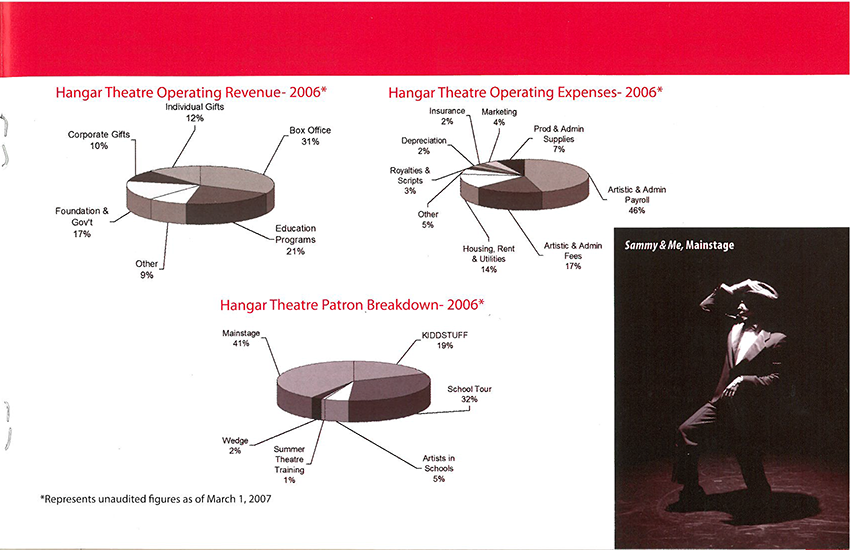 Hangar Theatre Operating Revenue- 2006*
Individual Gifts
12%
Box Office
31%
Corporate Gifts
10%
Foundation &
Gov't
17%
Other
9%
Education
Programs
21%
Hangar Theatre Operating Expenses- 2006*
Insurance
2%
Marketing
4%
Prod & Admin
Supplies
7%
Depreciation
2%
Royalties &
Scripts
3%
Other
5%
Housing, Rent
& Utilities
14%
Artistic & Admin
Fees
17%
Artistic & Admin
Payroll
46%
Sammy & Me, Mainstage
Hangar Theatre Patron Breakdown- 2006*
Mainstage
41%
KIDDSTUFF
19%
School Tour
32%
Wedge
2%
Summer
Theatre
Training
1%
Artists in
Schools
5%
*Represents unaudited figures as of March 1, 2007